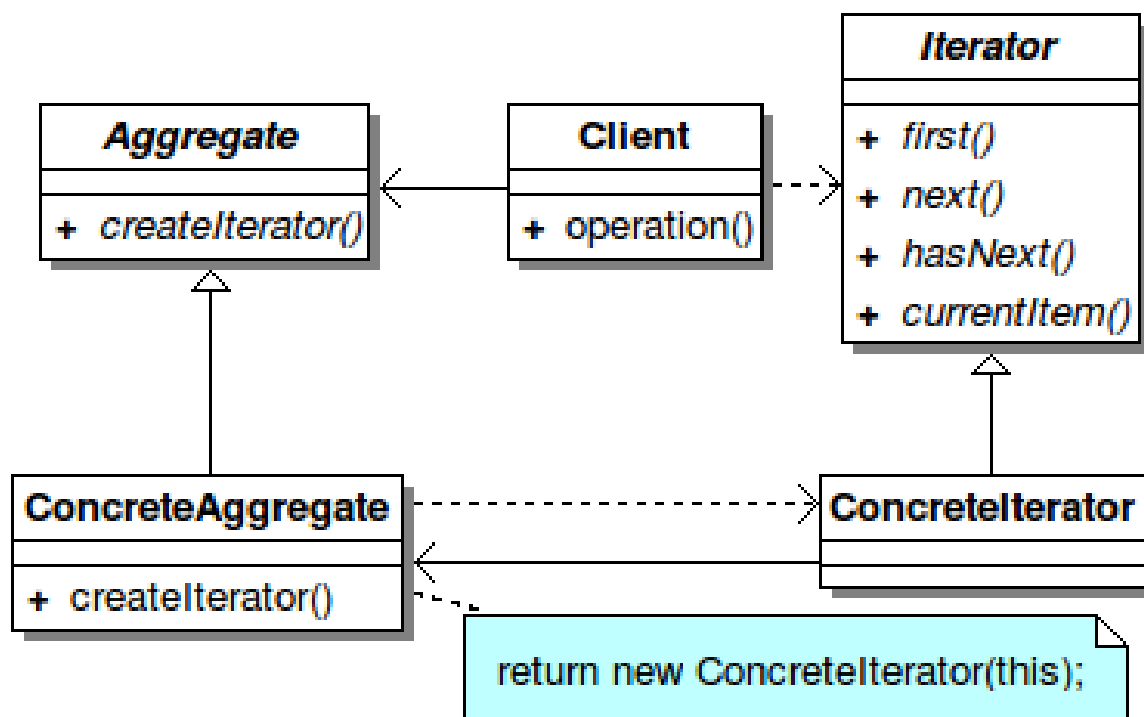 Iterator
+ first()
+ next()
+ hasNext()
+ currentItem()
Aggregate
+ createIterator()
Client
+ operation()
ConcreteAggregate
+ createIterator()
ConcreteIterator
return new ConcreteIterator(this);